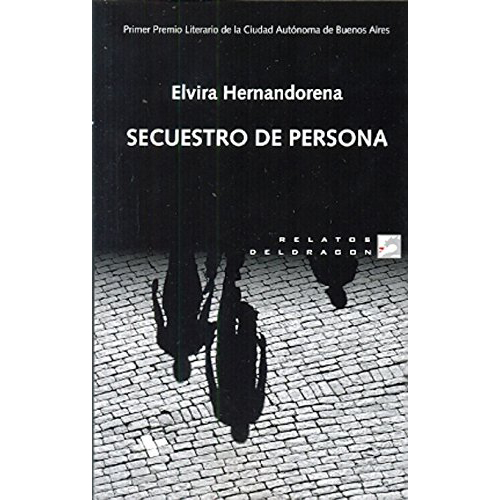 Primer Premio Literario de la Ciudad Autónoma de Buenos Aires
Elvira Hernandorena
SECUESTRO DE PERSONA
RELATOS
DELDRAGON